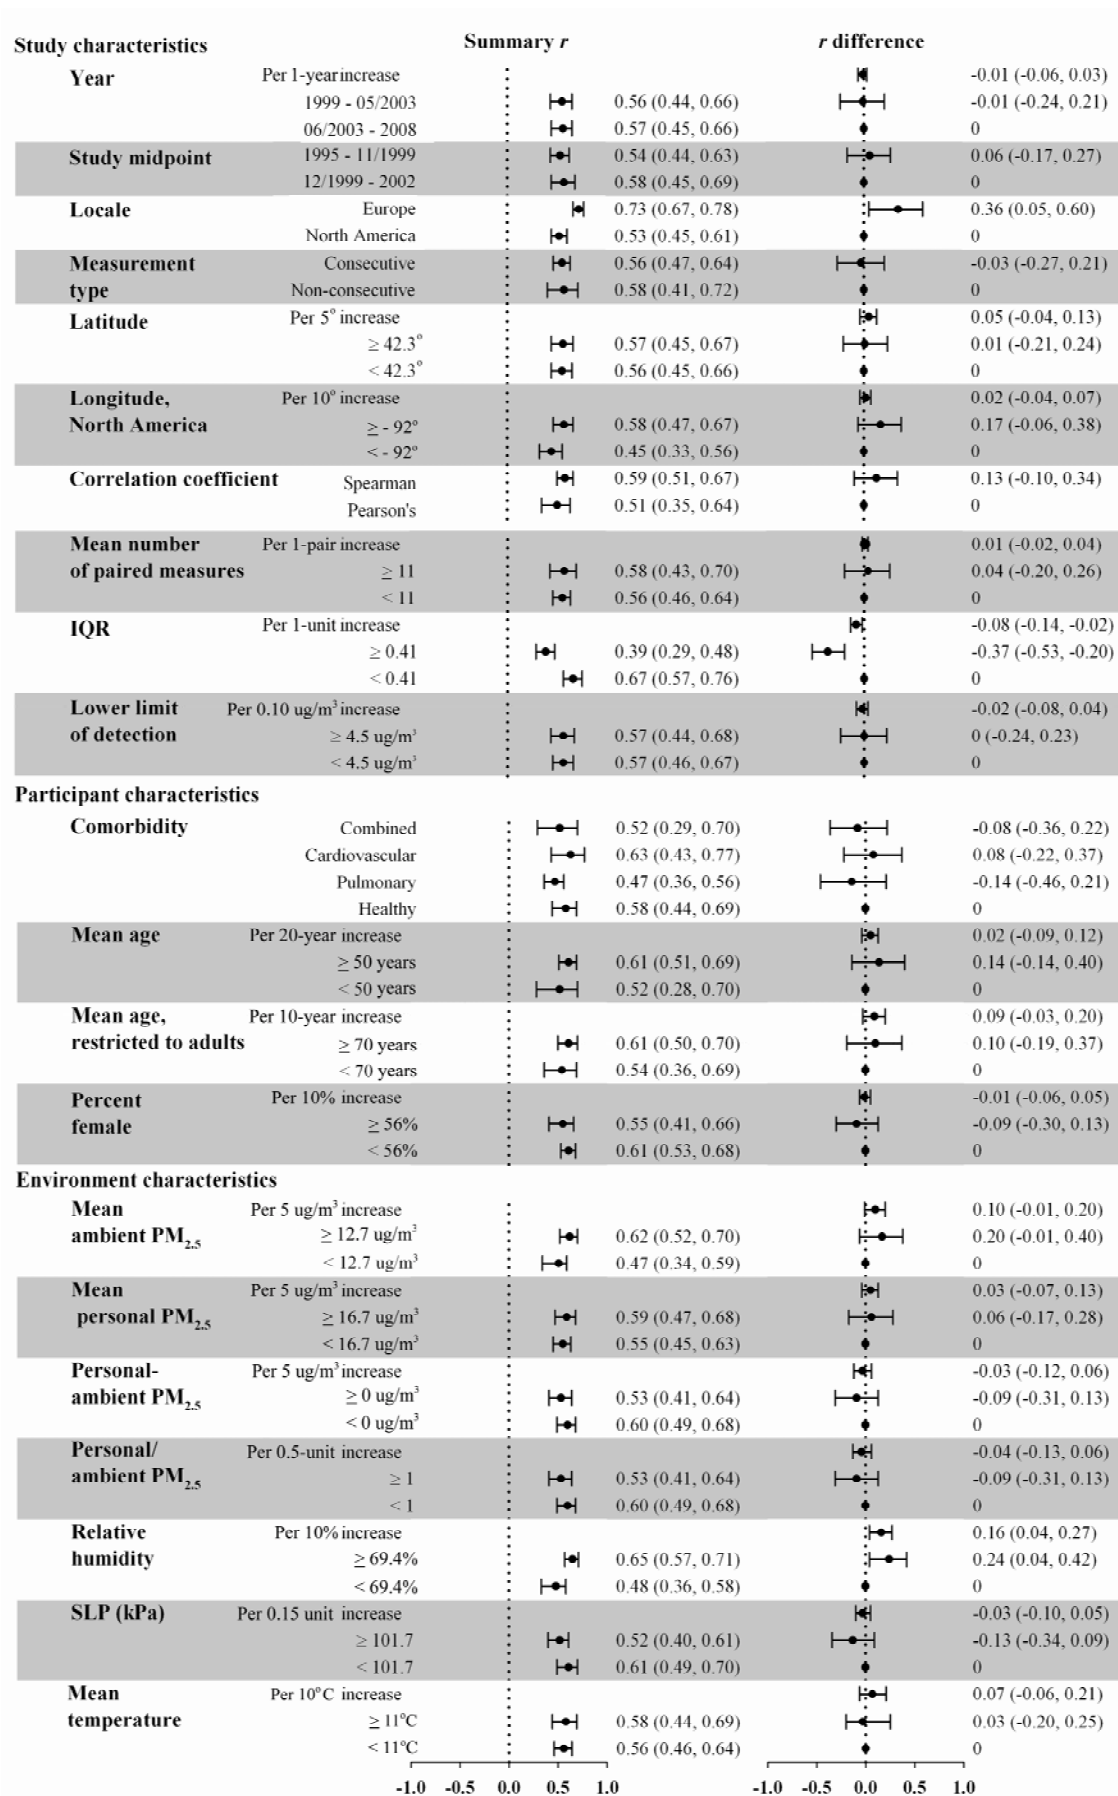 Study characteristics Summary r r difference
Year Per 1-year increase -0.01 (-0.06, 0.03)
1999 - 05/2003 0.56 (0.44, 0.66) -0.01 (-0.24, 0.21)
06/2003 - 2008 0.57 (0.45, 0.66) 0
Study midpoint 1995 - 11/1999 0.54 (0.44, 0.63) 0.06 (-0.17, 0.27)
12/1999 - 2002 0.58 (0.45, 0.69) 0
Locale Europe 0.73 (0.67, 0.78) 0.36 (0.05, 0.60)
North America 0.53 (0.45, 0.61) 0
Measurement Consecutive 0.56 (0.47, 0.64) -0.03 (-0.27, 0.21)
type Non-consecutive 0.58 (0.41, 0.72) 0
Latitude Per 5° increase 0.05 (-0.04, 0.13)
≥ 42.3° 0.57 (0.45, 0.67) 0.01 (-0.21, 0.24)
< 42.3° 0.56 (0.45, 0.66) 0
Longitude, Per 10° increase 0.02 (-0.04, 0.07)
North America ≥ - 92° 0.58 (0.47, 0.67) 0.17 (-0.06, 0.38)
< - 92° 0.45 (0.33, 0.56) 0
Correlation coefficient Spearman 0.59 (0.51, 0.67) 0.13 (-0.10, 0.34)
Pearson's 0.51 (0.35, 0.64) 0
Mean number Per 1-pair increase 0.01 (-0.02, 0.04)
of paired measures ≥ 11 0.58 (0.43, 0.70) 0.04 (-0.20, 0.26)
< 11 0.56 (0.46, 0.64) 0
IQR Per 1-unit increase -0.08 (-0.14, -0.02)
≥ 0.41 0.39 (0.29, 0.48) -0.37 (-0.53, -0.20)
< 0.41 0.67 (0.57, 0.76) 0
Lower limit Per 0.10 ug/m³ increase -0.02 (-0.08, 0.04)
of detection ≥ 4.5 ug/m³ 0.57 (0.44, 0.68) 0 (-0.24, 0.23)
< 4.5 ug/m³ 0.57 (0.46, 0.67) 0
Participant characteristics
Comorbidity Combined 0.52 (0.29, 0.70) -0.08 (-0.36, 0.22)
Cardiovascular 0.63 (0.43, 0.77) 0.08 (-0.22, 0.37)
Pulmonary 0.47 (0.36, 0.56) -0.14 (-0.46, 0.21)
Healthy 0.58 (0.44, 0.69) 0
Mean age Per 20-year increase 0.02 (-0.09, 0.12)
≥ 50 years 0.61 (0.51, 0.69) 0.14 (-0.14, 0.40)
< 50 years 0.52 (0.28, 0.70) 0
Mean age, Per 10-year increase 0.09 (-0.03, 0.20)
restricted to adults ≥ 70 years 0.61 (0.50, 0.70) 0.10 (-0.19, 0.37)
< 70 years 0.54 (0.36, 0.69) 0
Percent Per 10% increase -0.01 (-0.06, 0.05)
female ≥ 56% 0.55 (0.41, 0.66) -0.09 (-0.30, 0.13)
< 56% 0.61 (0.53, 0.68) 0
Environment characteristics
Mean Per 5 ug/m³ increase 0.10 (-0.01, 0.20)
ambient PM2.5 ≥ 12.7 ug/m³ 0.62 (0.52, 0.70) 0.20 (-0.01, 0.40)
< 12.7 ug/m³ 0.47 (0.34, 0.59) 0
Mean Per 5 ug/m³ increase 0.03 (-0.07, 0.13)
personal PM2.5 ≥ 16.7 ug/m³ 0.59 (0.47, 0.68) 0.06 (-0.17, 0.28)
< 16.7 ug/m³ 0.55 (0.45, 0.63) 0
Personal- Per 5 ug/m³ increase -0.03 (-0.12, 0.06)
ambient PM2.5 ≥ 0 ug/m³ 0.53 (0.41, 0.64) -0.09 (-0.31, 0.13)
< 0 ug/m³ 0.60 (0.49, 0.68) 0
Personal/ Per 0.5-unit increase -0.04 (-0.13, 0.06)
ambient PM2.5 ≥ 1 0.53 (0.41, 0.64) -0.09 (-0.31, 0.13)
< 1 0.60 (0.49, 0.68) 0
Relative Per 10% increase 0.16 (0.04, 0.27)
humidity ≥ 69.4% 0.65 (0.57, 0.71) 0.24 (0.04, 0.42)
< 69.4% 0.48 (0.36, 0.58) 0
SLP (kPa) Per 0.15 unit increase -0.03 (-0.10, 0.05)
≥ 101.7 0.52 (0.40, 0.61) -0.13 (-0.34, 0.09)
< 101.7 0.61 (0.49, 0.70) 0
Mean Per 10°C increase 0.07 (-0.06, 0.21)
temperature ≥ 11°C 0.58 (0.44, 0.69) 0.03 (-0.20, 0.25)
< 11°C 0.56 (0.46, 0.64) 0
-1.0 -0.5 0.0 0.5 1.0 -1.0 -0.5 0.0 0.5 1.0